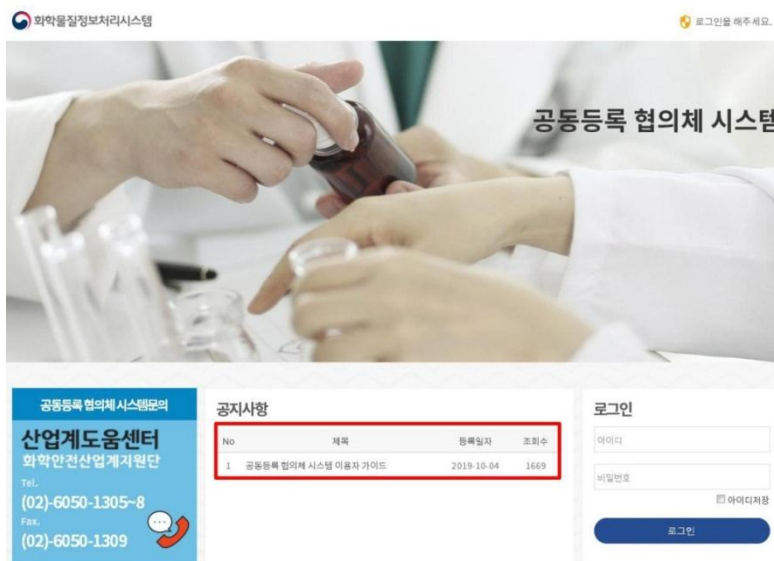 화학물질정보처리시스템
로그인을 해주세요.
공동등록 협의체 시스템
공동등록 협의체 시스템문의
산업계도움센터
화학안전산업계지원단
Tel.
(02)-6050-1305~8
Fax.
(02)-6050-1309
공지사항
No 제목 등록일자 조회수
1 공동등록 협의체 시스템 이용자 가이드 2019-10-04 1669
로그인
아이디
비밀번호
아이디저장
로그인